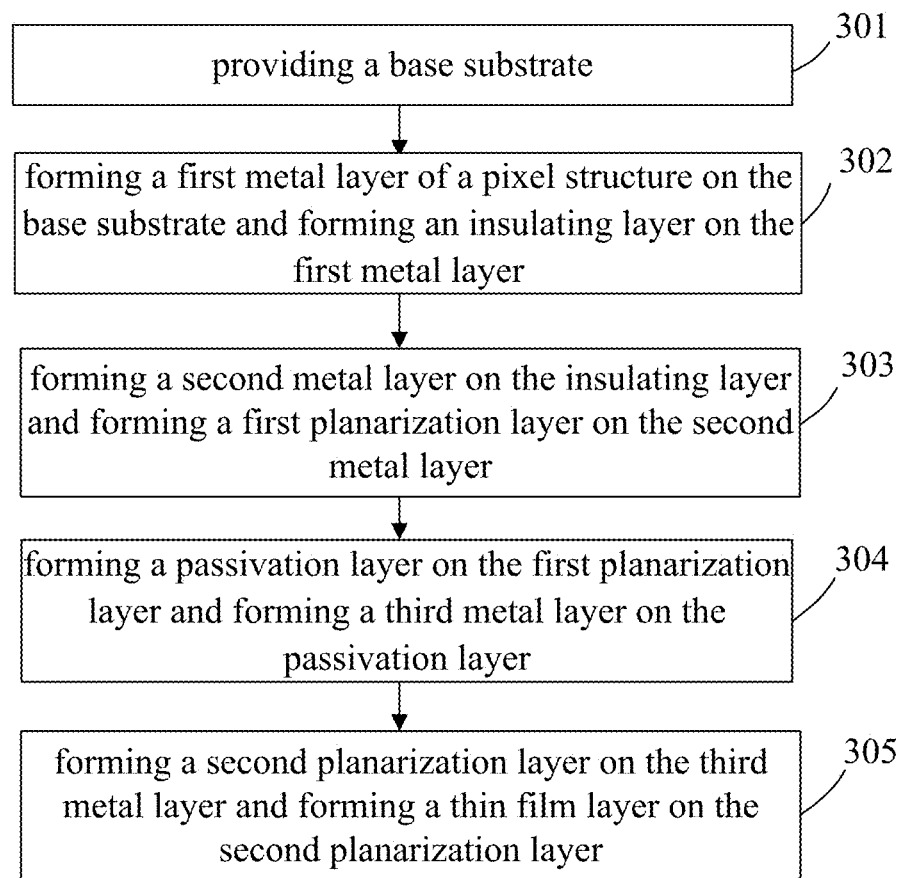 301
providing a base substrate
302
forming a first metal layer of a pixel structure on the
base substrate and forming an insulating layer on the
first metal layer
303
forming a second metal layer on the insulating layer
and forming a first planarization layer on the second
metal layer
304
forming a passivation layer on the first planarization
layer and forming a third metal layer on the
passivation layer
305
forming a second planarization layer on the third
metal layer and forming a thin film layer on the
second planarization layer